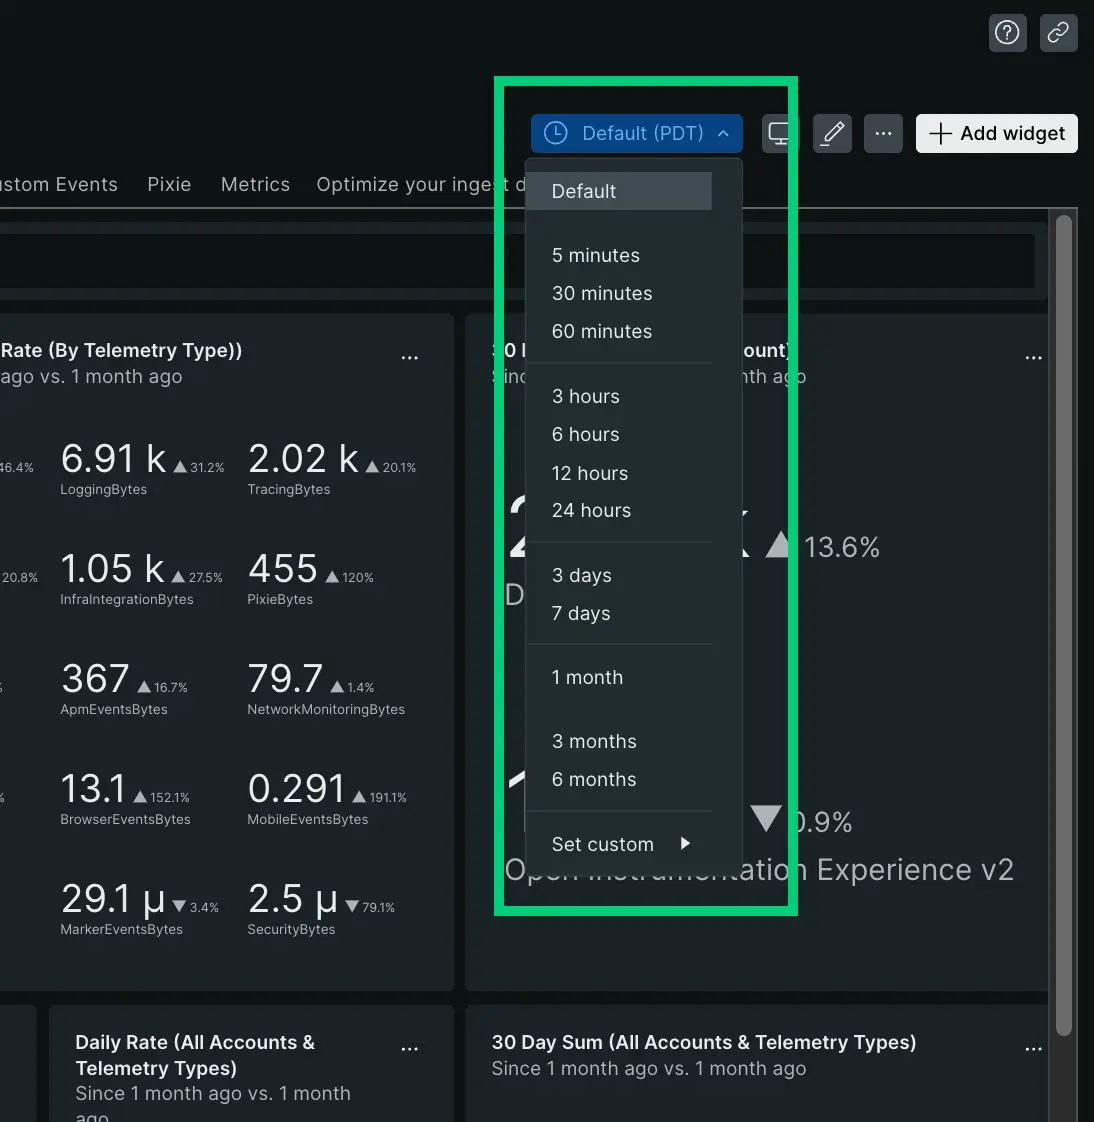 Default (PDT)
Add widget
stom Events
Pixie
Metrics
Optimize your ingest d
Default
5 minutes
30 minutes
60 minutes
3 hours
6 hours
12 hours
24 hours
3 days
7 days
1 month
3 months
6 months
Set custom
Rate (By Telemetry Type))
...
ago vs. 1 month ago
46.4%
6.91 k 31.2%
LoggingBytes
2.02 k 20.1%
TracingBytes
20.8%
1.05 k 27.5%
InfraIntegrationBytes
455 120%
PixieBytes
%
367 16.7%
ApmEventsBytes
79.7 1.4%
NetworkMonitoringBytes
%
13.1 152.1%
BrowserEventsBytes
0.291 191.1%
MobileEventsBytes
29.1 µ 3.4%
MarkerEventsBytes
2.5 µ 79.1%
SecurityBytes
30
ount)
...
Sinc
nth ago
13.6%
D
0.9%
Open Instrumentation Experience v2
Daily Rate (All Accounts &
Telemetry Types)
...
Since 1 month ago vs. 1 month
ago
30 Day Sum (All Accounts & Telemetry Types)
...
Since 1 month ago vs. 1 month ago